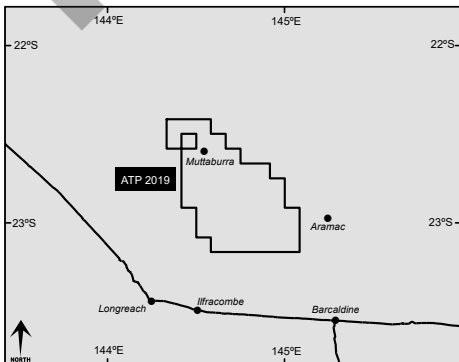 144ºE 145ºE
22ºS 22ºS
Muttaburra
ATP 2019
23ºS 23ºS
Aramac
Longreach Ilfracombe Barcaldine
NORTH 144ºE 145ºE